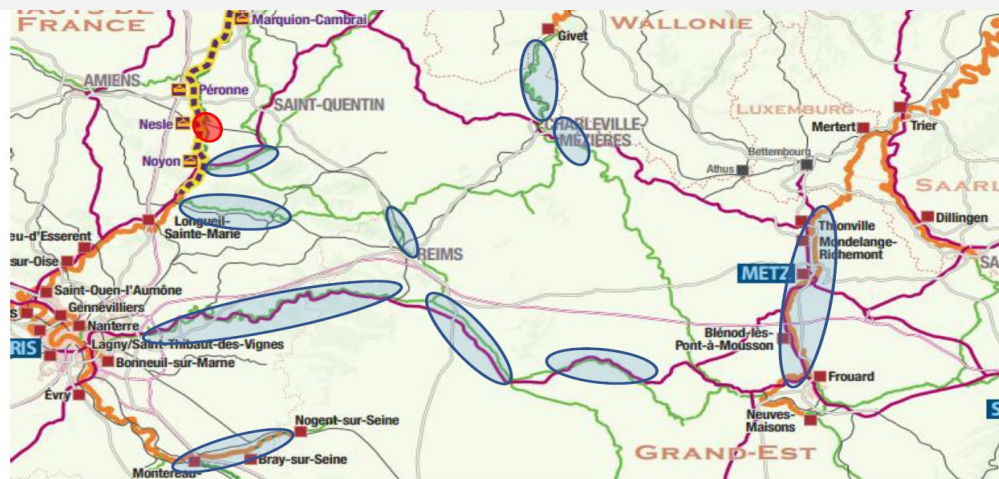 HAUTS DE
FRANCE
Marquion-Cambrai
WALLONIE
Givet
AMIENS
Péronne
SAINT-QUENTIN
LUXEMBURG
Nesle
CHARLEVILLE-
MÉZIÈRES
Mertert
Trier
Bettembourg
Noyon
Athus
SAARL
Longueil-
Sainte-Marie
Dillingen
Thionville
eu-d'Esserent
Mondelange-
Richemont
REIMS
sur-Oise
SA
METZ
Saint-Ouen-l'Aumône
Gennevilliers
S
Nanterre
Blénod-lès-
Pont-à-Mousson
RIS
Lagny/Saint-Thibaut-des-Vignes
Bonneuil-sur-Marne
Frouard
Évry
S
Neuves-
Maisons
Nogent-sur-Seine
GRAND-EST
Bray-sur-Seine
Montereau-